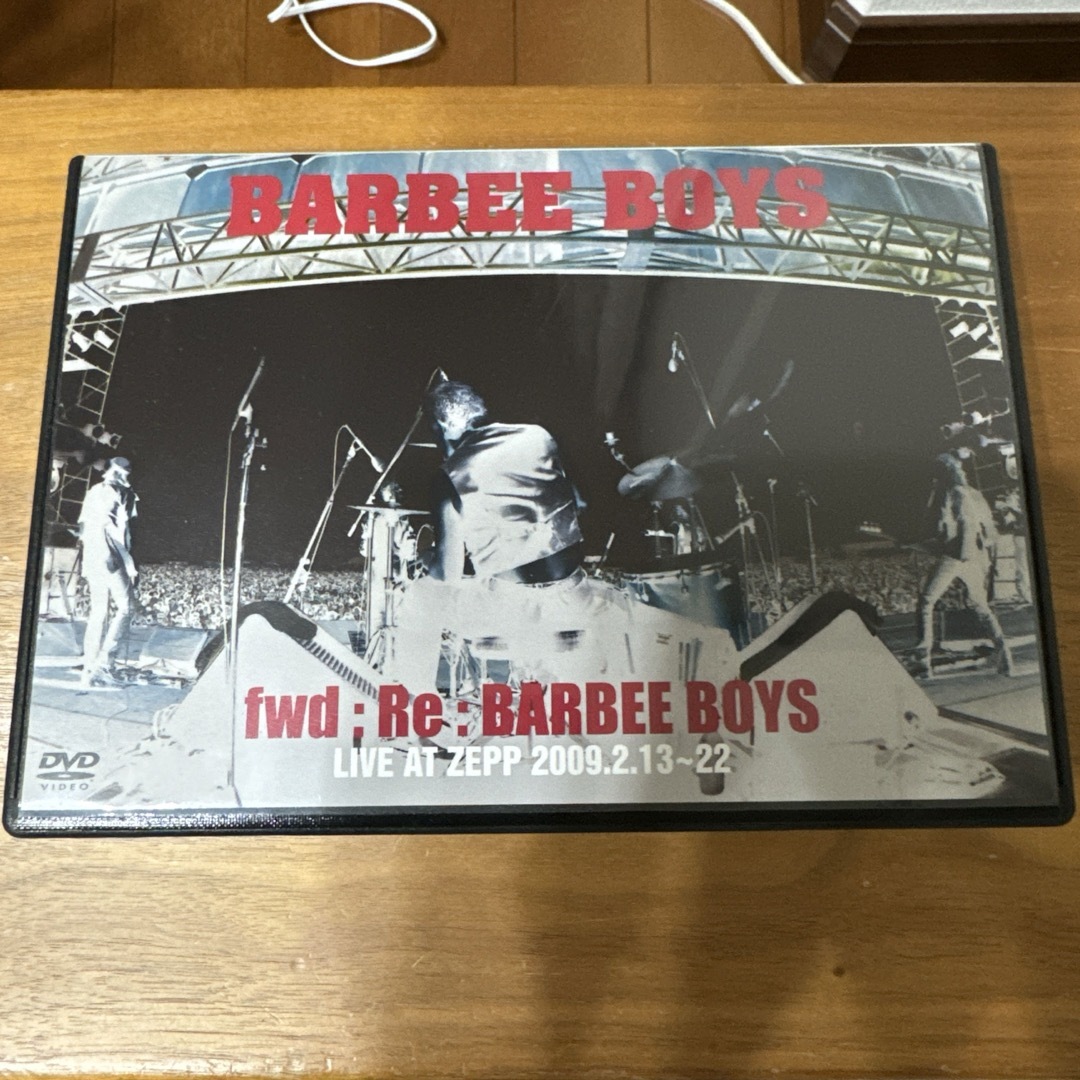 BARBEE BOYS
fwd ; Re : BARBEE BOYS
LIVE AT ZEPP 2009.2.13~22
DVD
VIDEO